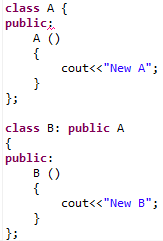 class A {
public:
    A ()
    {
        cout<<"New A";
    }
};
class B: public A
{
public:
    B ()
    {
        cout<<"New B";
    }
};